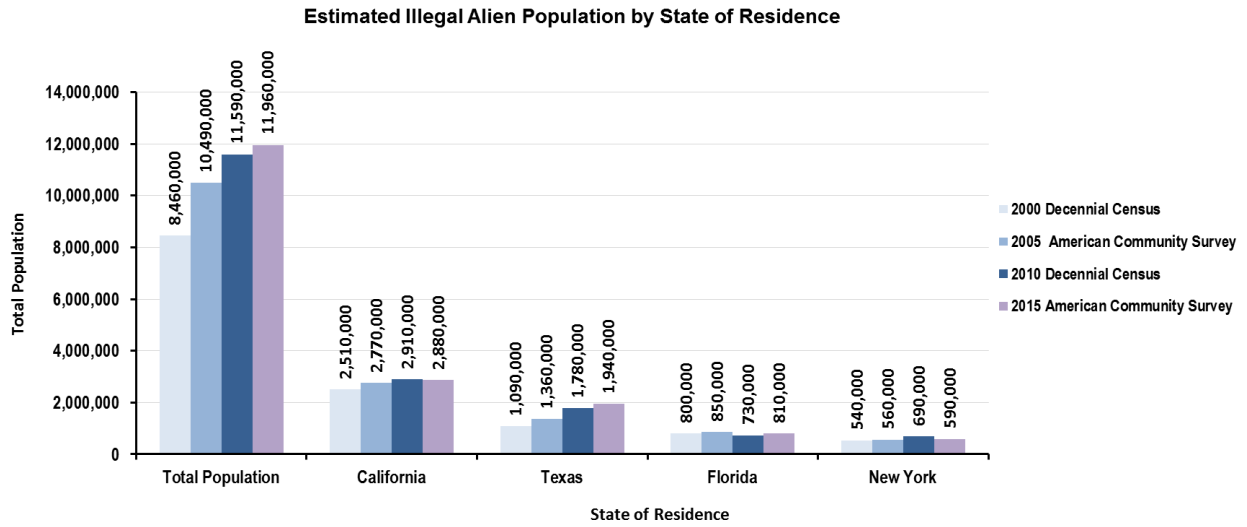 Estimated Illegal Alien Population by State of Residence
Total Population
14,000,000
12,000,000
10,000,000
8,000,000
6,000,000
4,000,000
2,000,000
0
8,460,000
10,490,000
11,590,000
11,960,000
2,510,000
2,770,000
2,910,000
2,880,000
1,090,000
1,360,000
1,780,000
1,940,000
800,000
850,000
730,000
810,000
540,000
560,000
690,000
590,000
Total Population
California
Texas
Florida
New York
State of Residence
2000 Decennial Census
2005 American Community Survey
2010 Decennial Census
2015 American Community Survey